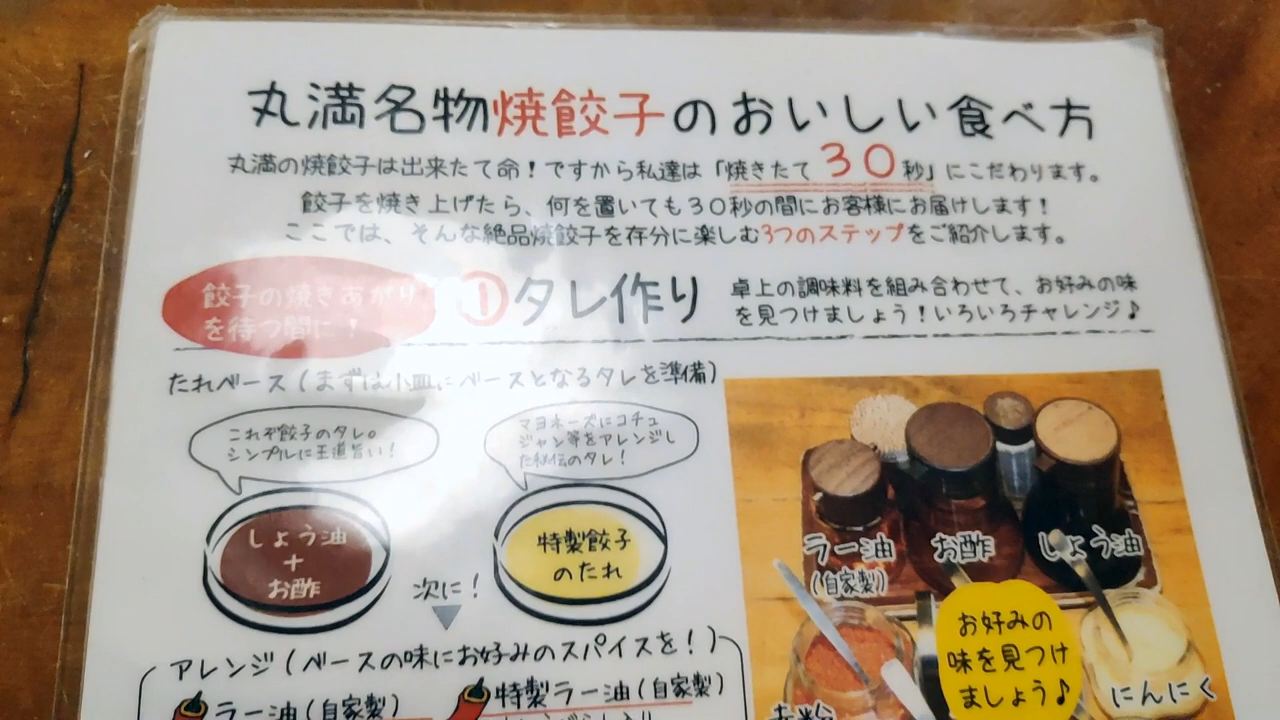 丸満名物焼餃子のおいしい食べ方
丸満の焼餃子は出来たて命！ですから私達は「焼きたて３０秒」にこだわります。
餃子を焼き上げたら、何を置いても３０秒の間にお客様にお届けします！
ここでは、そんな絶品焼餃子を存分に楽しむ3つのステップをご紹介します。
餃子の焼きあがり
を待つ間に！
①タレ作り
卓上の調味料を組み合わせて、お好みの味
を見つけましょう！いろいろチャレンジ♪
たれベース（まずは小皿にベースとなるタレを準備）
これぞ餃子のタレ。
シンプルに王道旨い！
マヨネーズにコチュ
ジャン等をアレンジし
た秘伝のタレ！
しょう油
＋
お酢
次に！
特製餃子
のたれ
アレンジ（ベースの味にお好みのスパイスを！）
ラー油（自家製）
特製ラー油（自家製）
ラー油
（自家製）
お酢
しょう油
お好みの
味を見つけ
ましょう♪
にんにく